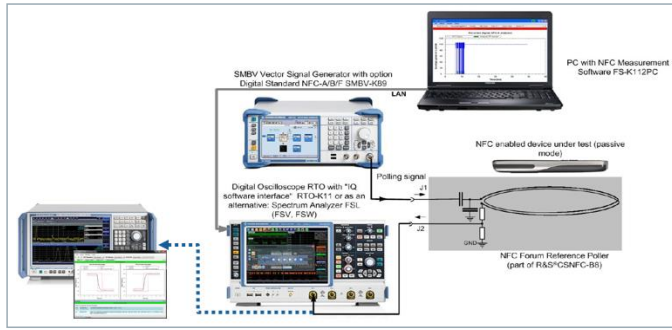 SMBV Vector Signal Generator with option
Digital Standard NFC-A/B/F SMBV-K89
LAN
PC with NFC Measurement
Software FS-K112PC
NFC enabled device under test (passive
mode)
Polling signal
J1
Digital Oscilloscope RTO with "IQ
software interface" RTO-K11 or as an
alternative: Spectrum Analyzer FSL
(FSV, FSW)
J2
GND
NFC Forum Reference Poller
(part of R&S®CSNFC-B8)